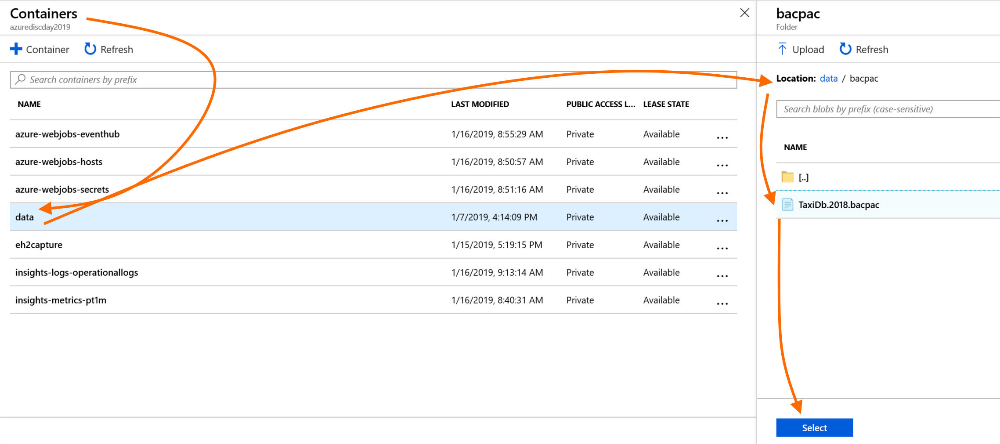 Containers
azurediscday2019
Container Refresh
Search containers by prefix
NAME LAST MODIFIED PUBLIC ACCESS L... LEASE STATE
azure-webjobs-eventhub 1/16/2019, 8:55:29 AM Private Available ...
azure-webjobs-hosts 1/16/2019, 8:50:57 AM Private Available ...
azure-webjobs-secrets 1/16/2019, 8:51:16 AM Private Available ...
data 1/7/2019, 4:14:09 PM Private Available ...
eh2capture 1/15/2019, 5:19:15 PM Private Available ...
insights-logs-operationallogs 1/16/2019, 9:13:14 AM Private Available ...
insights-metrics-pt1m 1/16/2019, 8:40:31 AM Private Available ...
bacpac
Folder
Upload Refresh
Location: data / bacpac
Search blobs by prefix (case-sensitive)
NAME
[..]
TaxiDb.2018.bacpac
Select